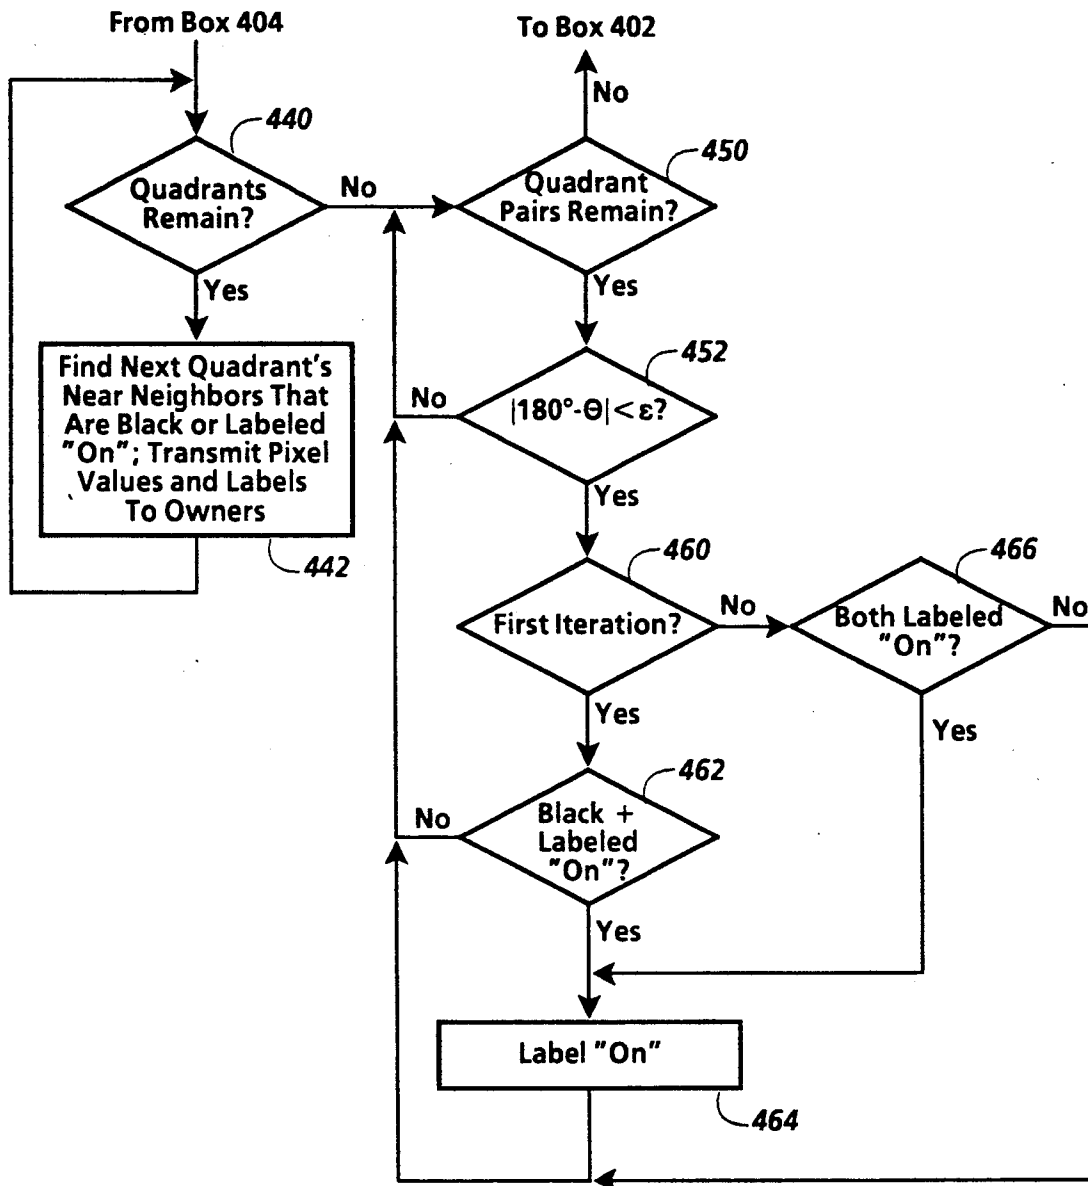 From Box 404
To Box 402
No
440
Quadrants
Remain?
No
450
Quadrant
Pairs Remain?
Yes
Yes
Find Next Quadrant's
Near Neighbors That
Are Black or Labeled
"On"; Transmit Pixel
Values and Labels
To Owners
442
452
No
|180°-Θ| < ε?
Yes
460
First Iteration?
No
466
Both Labeled
"On"?
No
Yes
Yes
462
No
Black +
Labeled
"On"?
Yes
Label "On"
464